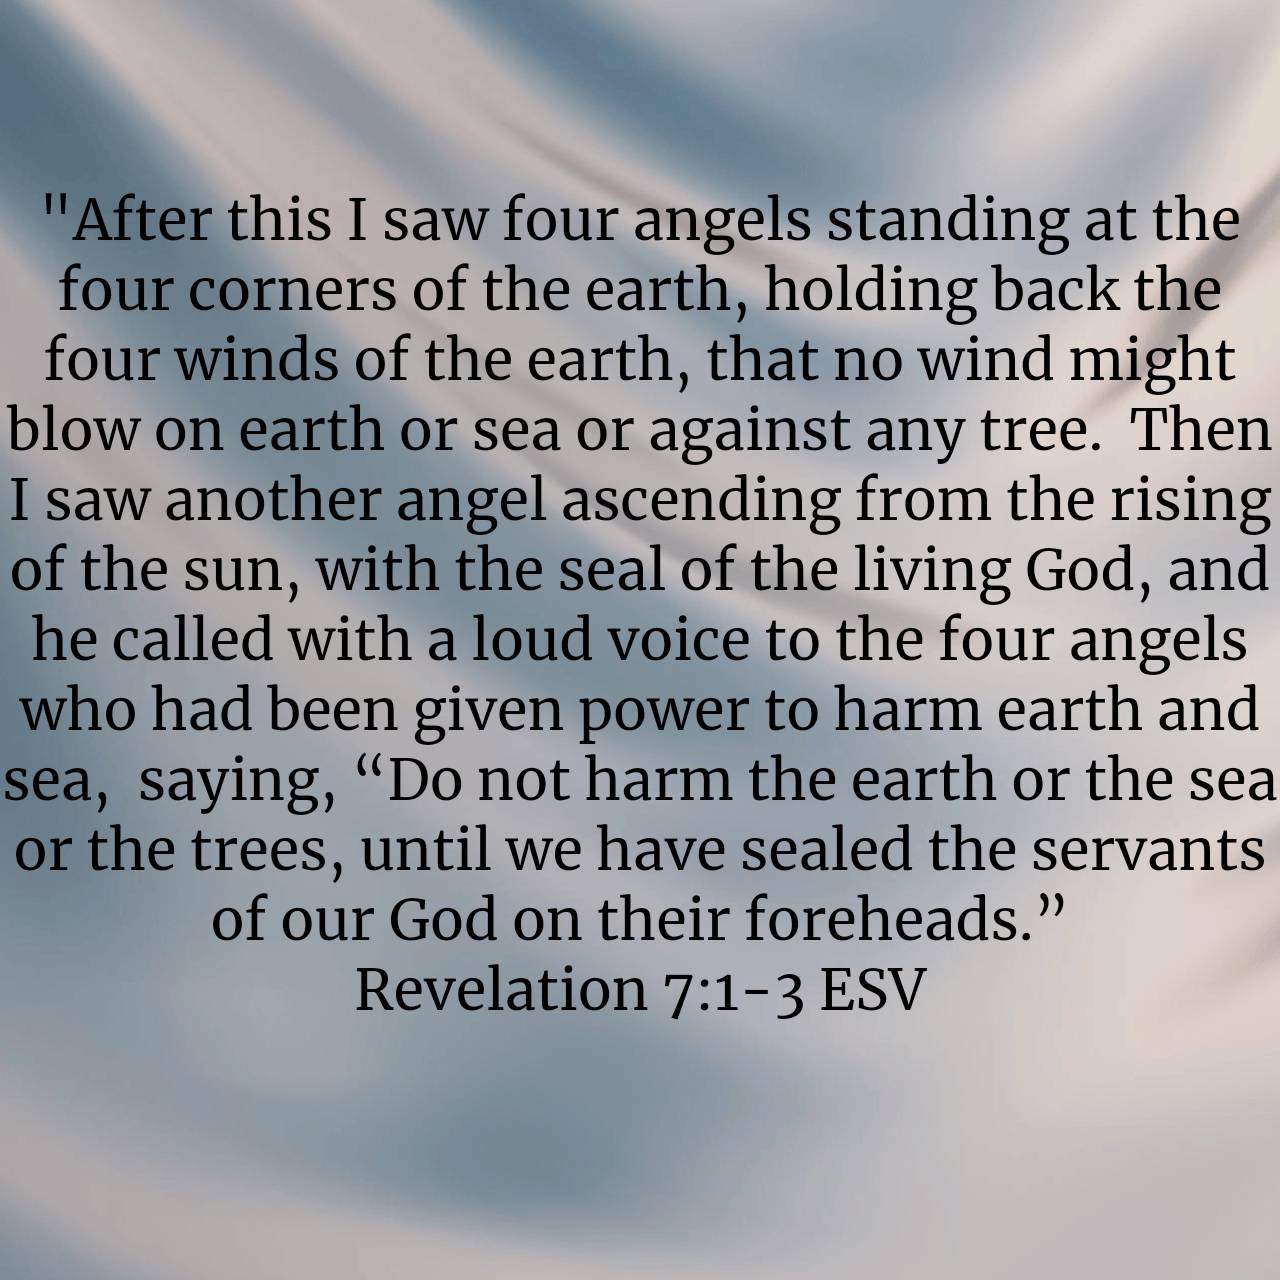 "After this I saw four angels standing at the
four corners of the earth, holding back the
four winds of the earth, that no wind might
blow on earth or sea or against any tree.  Then
I saw another angel ascending from the rising
of the sun, with the seal of the living God, and
he called with a loud voice to the four angels
who had been given power to harm earth and
sea,  saying, “Do not harm the earth or the sea
or the trees, until we have sealed the servants
of our God on their foreheads.”
Revelation 7:1-3 ESV